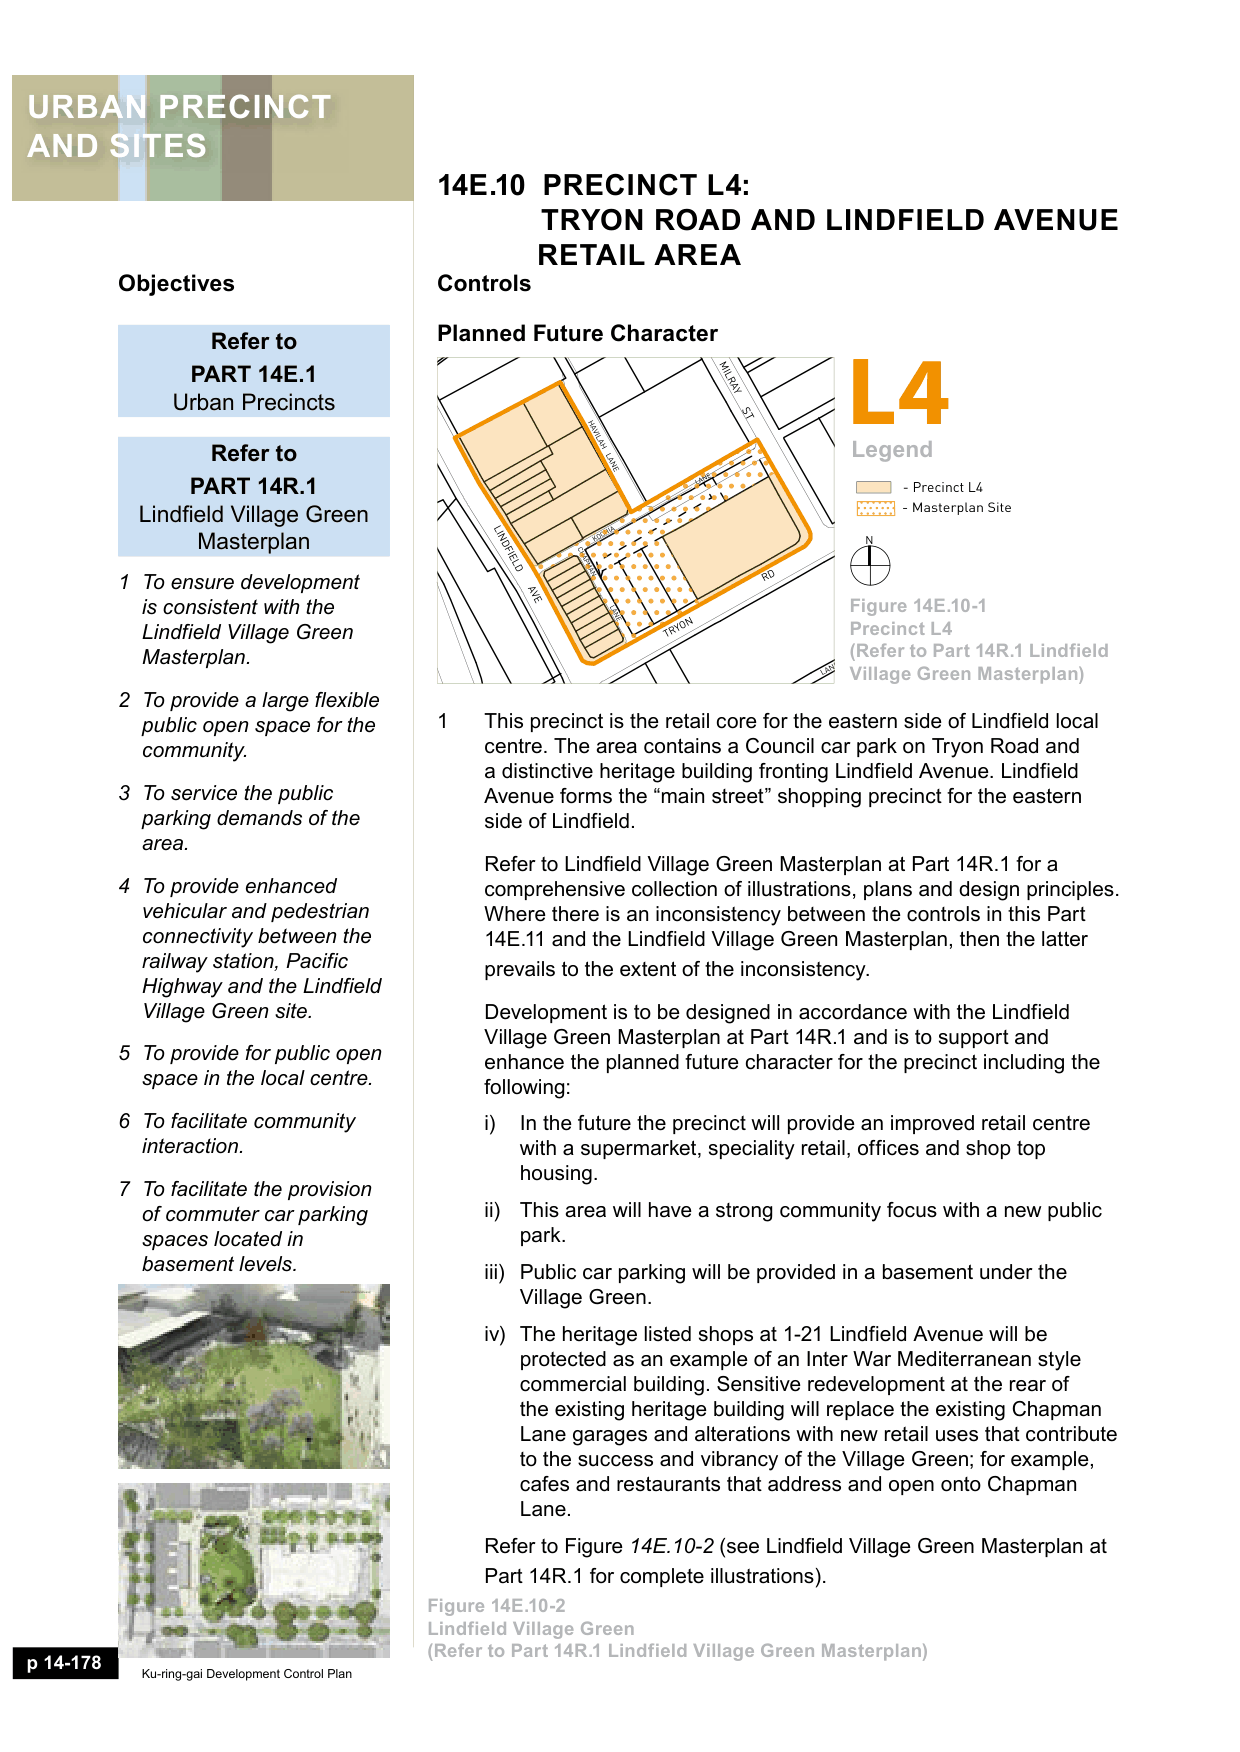 URBAN PRECINCT
AND SITES
14E.10 PRECINCT L4:
TRYON ROAD AND LINDFIELD AVENUE
RETAIL AREA
Objectives
Refer to
PART 14E.1
Urban Precincts
Refer to
PART 14R.1
Lindfield Village Green
Masterplan
1 To ensure development
is consistent with the
Lindfield Village Green
Masterplan.
2 To provide a large flexible
public open space for the
community.
3 To service the public
parking demands of the
area.
4 To provide enhanced
vehicular and pedestrian
connectivity between the
railway station, Pacific
Highway and the Lindfield
Village Green site.
5 To provide for public open
space in the local centre.
6 To facilitate community
interaction.
7 To facilitate the provision
of commuter car parking
spaces located in
basement levels.
Controls
Planned Future Character
MILRAY ST
HAVILAH LANE
LANE
KOCHIA
CHAPMAN
LANE
LINDFIELD AVE
TRYON RD
L4
Legend
- Precinct L4
- Masterplan Site
N
Figure 14E.10-1
Precinct L4
(Refer to Part 14R.1 Lindfield
Village Green Masterplan)
1 This precinct is the retail core for the eastern side of Lindfield local
centre. The area contains a Council car park on Tryon Road and
a distinctive heritage building fronting Lindfield Avenue. Lindfield
Avenue forms the “main street” shopping precinct for the eastern
side of Lindfield.
Refer to Lindfield Village Green Masterplan at Part 14R.1 for a
comprehensive collection of illustrations, plans and design principles.
Where there is an inconsistency between the controls in this Part
14E.11 and the Lindfield Village Green Masterplan, then the latter
prevails to the extent of the inconsistency.
Development is to be designed in accordance with the Lindfield
Village Green Masterplan at Part 14R.1 and is to support and
enhance the planned future character for the precinct including the
following:
i) In the future the precinct will provide an improved retail centre
with a supermarket, speciality retail, offices and shop top
housing.
ii) This area will have a strong community focus with a new public
park.
iii) Public car parking will be provided in a basement under the
Village Green.
iv) The heritage listed shops at 1-21 Lindfield Avenue will be
protected as an example of an Inter War Mediterranean style
commercial building. Sensitive redevelopment at the rear of
the existing heritage building will replace the existing Chapman
Lane garages and alterations with new retail uses that contribute
to the success and vibrancy of the Village Green; for example,
cafes and restaurants that address and open onto Chapman
Lane.
Refer to Figure 14E.10-2 (see Lindfield Village Green Masterplan at
Part 14R.1 for complete illustrations).
Figure 14E.10-2
Lindfield Village Green
(Refer to Part 14R.1 Lindfield Village Green Masterplan)
p 14-178
Ku-ring-gai Development Control Plan